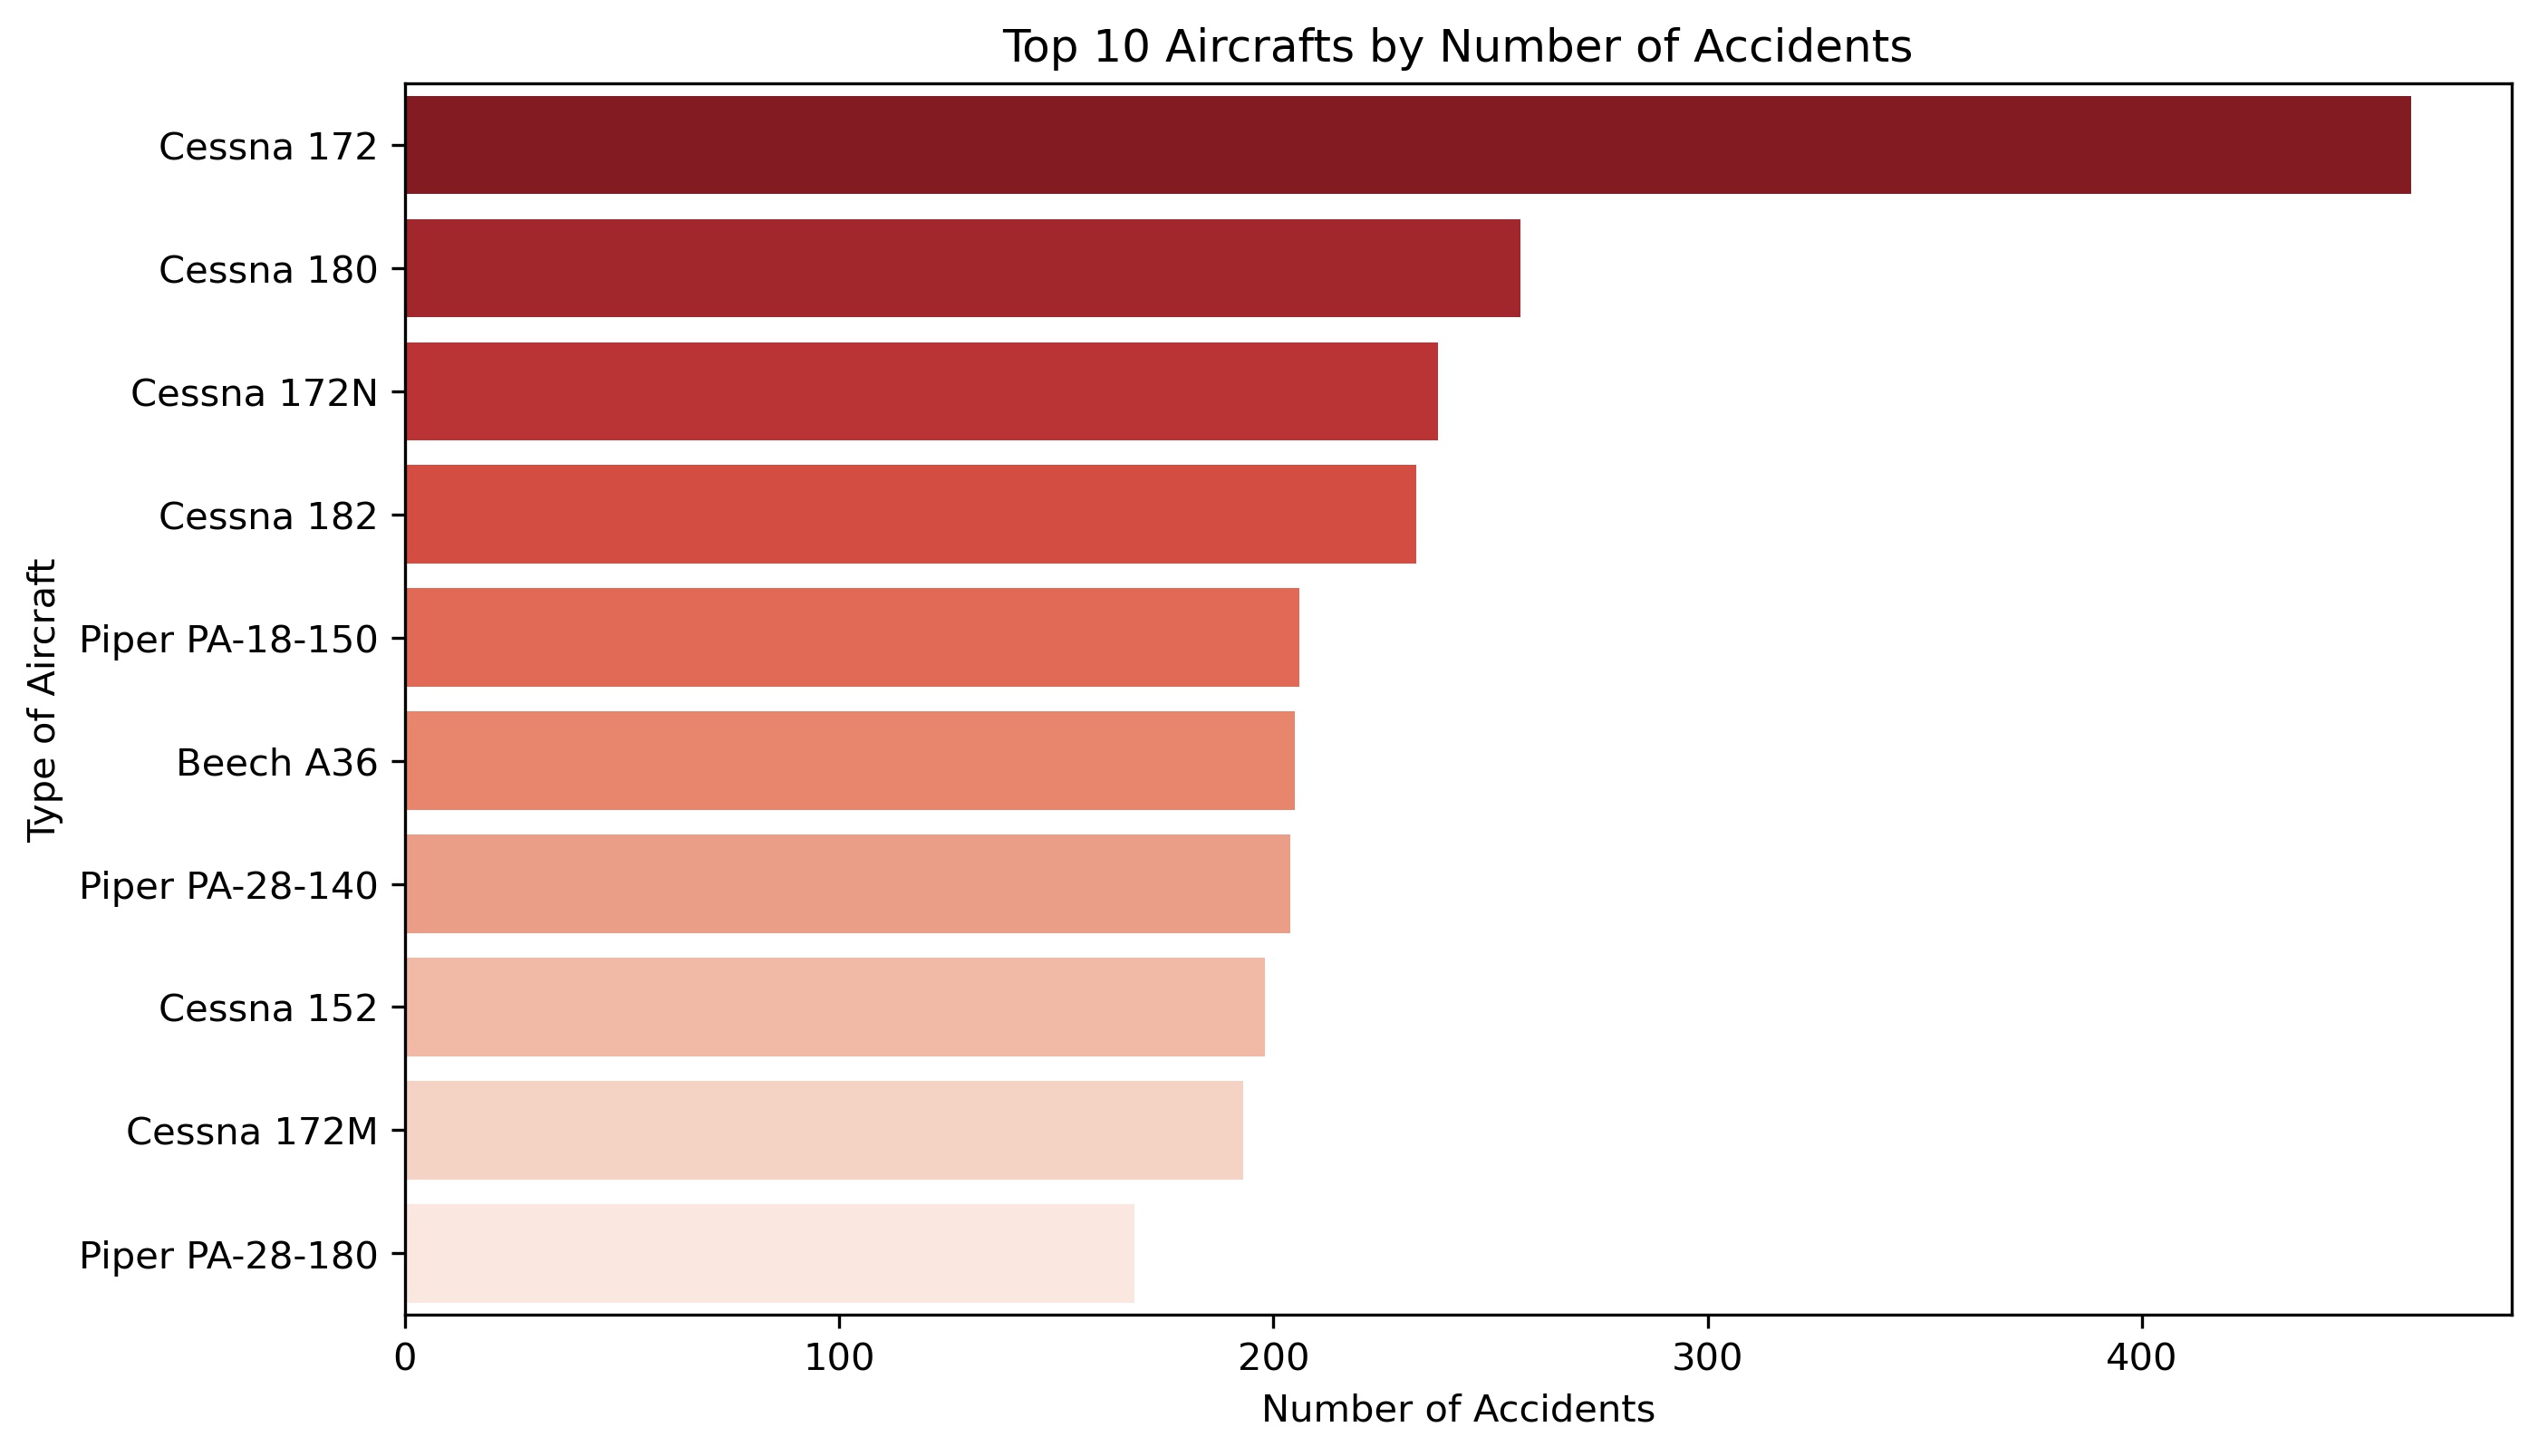 Top 10 Aircrafts by Number of Accidents
Cessna 172
Cessna 180
Cessna 172N
Cessna 182
Piper PA-18-150
Beech A36
Piper PA-28-140
Cessna 152
Cessna 172M
Piper PA-28-180
Type of Aircraft
0 100 200 300 400
Number of Accidents